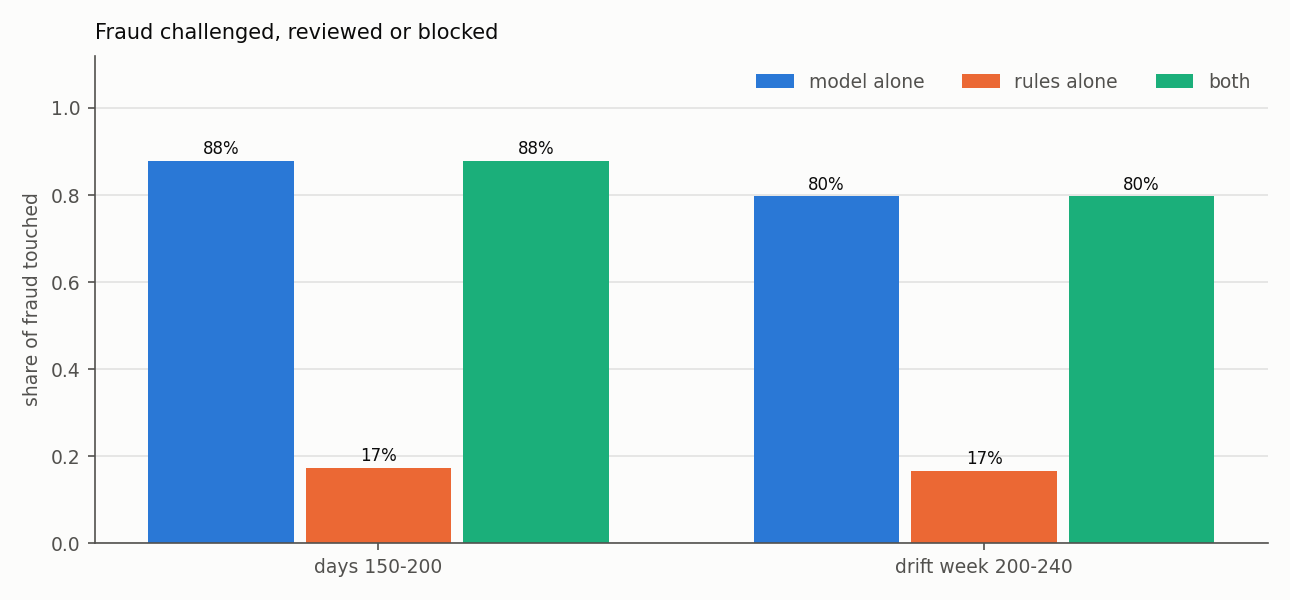 Fraud challenged, reviewed or blocked
model alone
rules alone
both
share of fraud touched
1.0
0.8
0.6
0.4
0.2
0.0
88%
17%
88%
80%
17%
80%
days 150-200
drift week 200-240